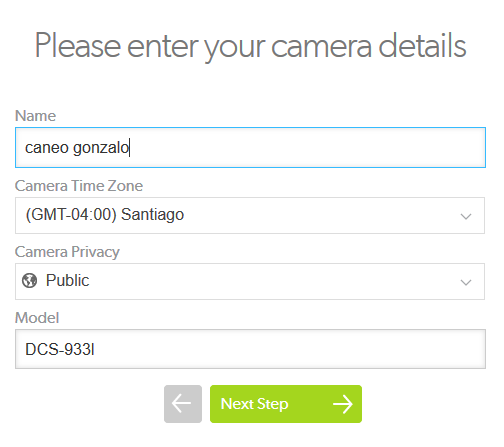 Please enter your camera details
Name
caneo gonzalo
Camera Time Zone
(GMT-04:00) Santiago
Camera Privacy
Public
Model
DCS-933l
Next Step